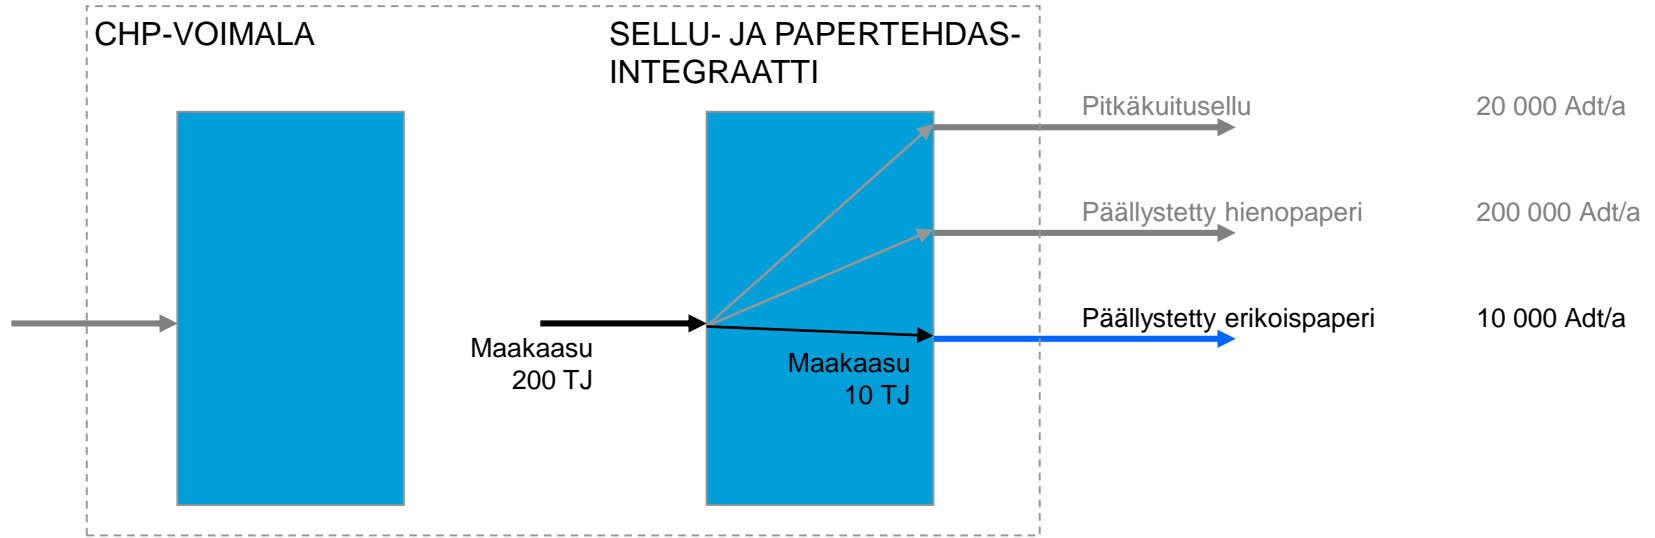 CHP-VOIMALA
SELLU- JA PAPERTEHDAS-
INTEGRAATTI
Pitkäkuitusellu 20 000 Adt/a
Päällystetty hienopaperi 200 000 Adt/a
Päällystetty erikoispaperi 10 000 Adt/a
Maakaasu
200 TJ
Maakaasu
10 TJ